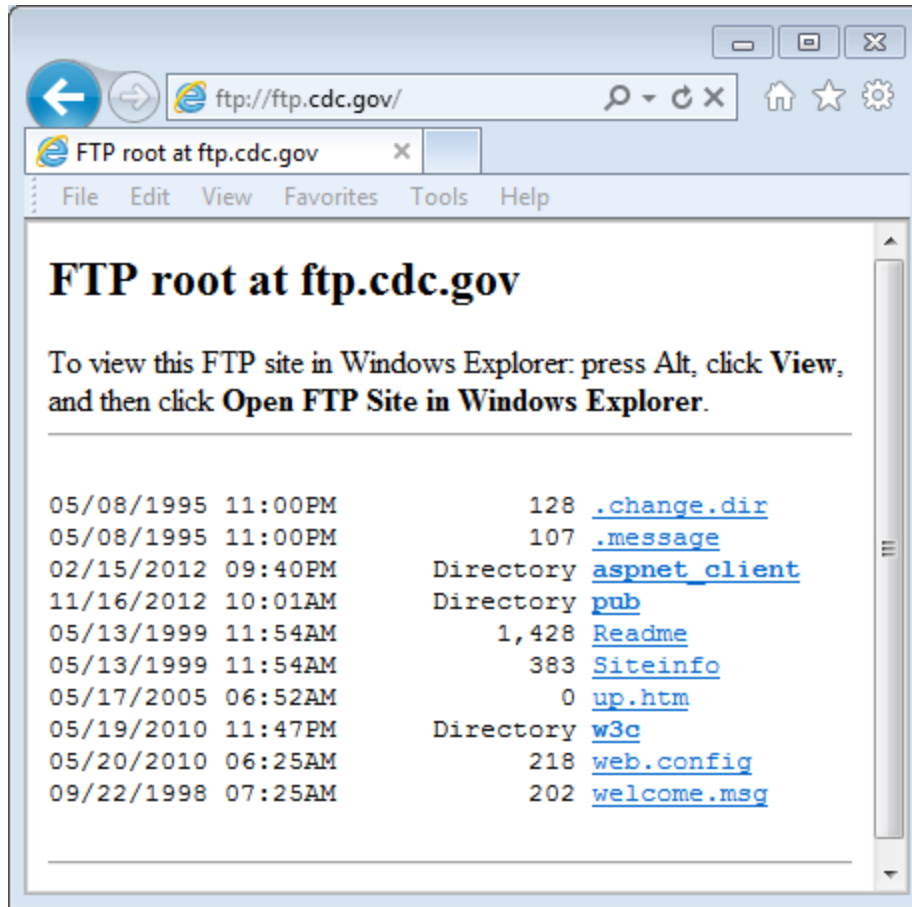 ftp://ftp.cdc.gov/
FTP root at ftp.cdc.gov
File Edit View Favorites Tools Help
FTP root at ftp.cdc.gov
To view this FTP site in Windows Explorer: press Alt, click View,
and then click Open FTP Site in Windows Explorer.
05/08/1995 11:00PM 128 .change.dir
05/08/1995 11:00PM 107 .message
02/15/2012 09:40PM Directory aspnet_client
11/16/2012 10:01AM Directory pub
05/13/1999 11:54AM 1,428 Readme
05/13/1999 11:54AM 383 Siteinfo
05/17/2005 06:52AM 0 up.htm
05/19/2010 11:47PM Directory w3c
05/20/2010 06:25AM 218 web.config
09/22/1998 07:25AM 202 welcome.msg